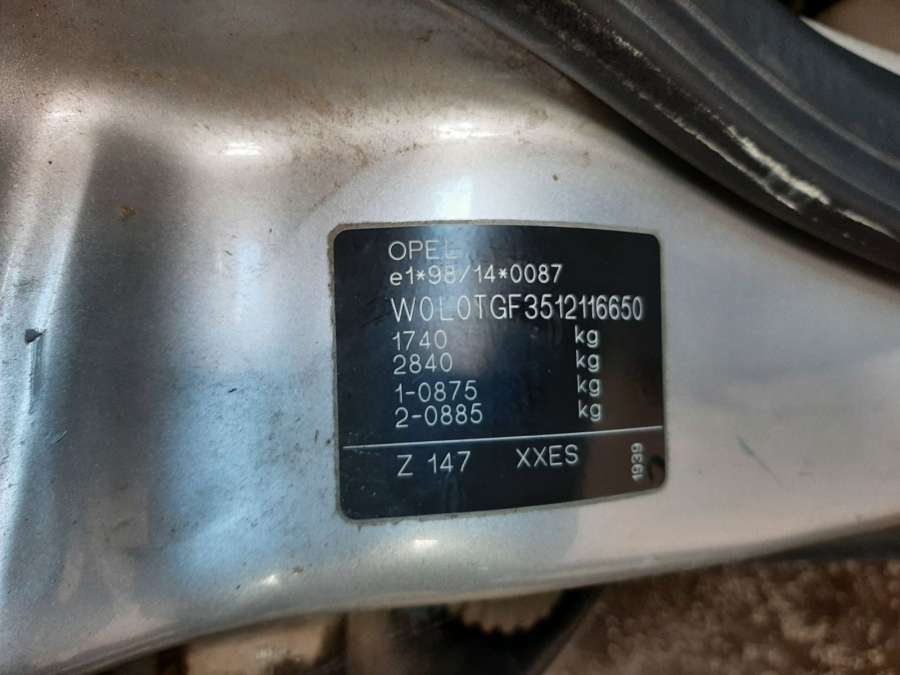 OPEL
e1*98/14*0087
W0L0TGF3512116650
1740 kg
2840 kg
1-0875 kg
2-0885 kg
Z 147 XXES
1939